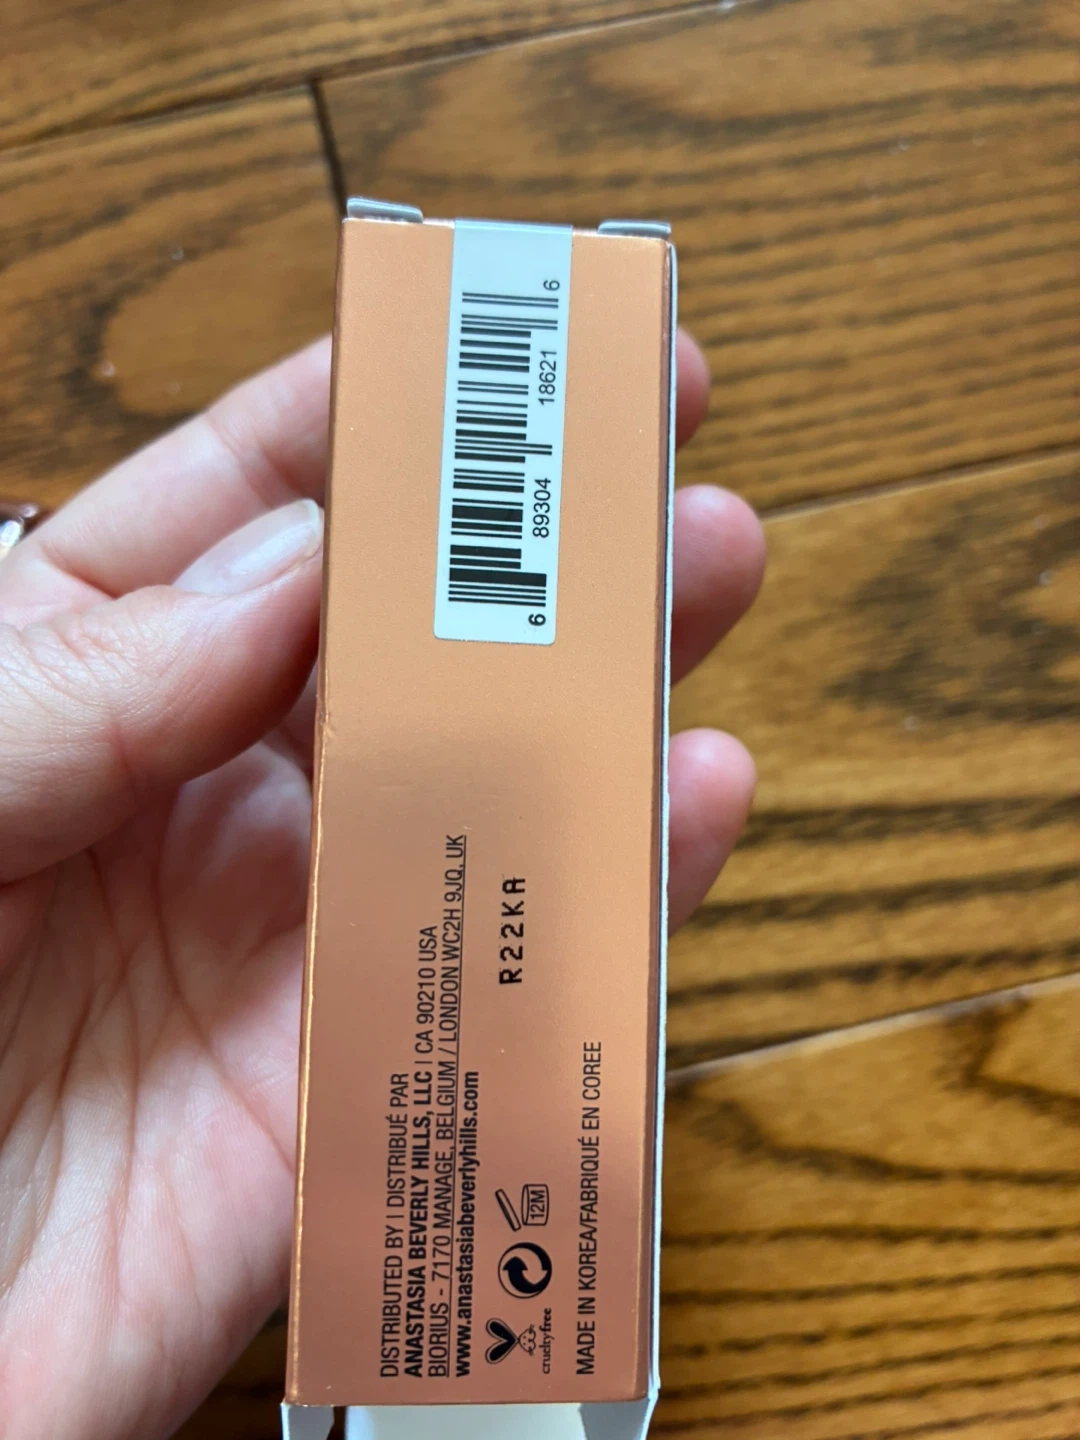 6 89304 18621 6
DISTRIBUTED BY | DISTRIBUÉ PAR
ANASTASIA BEVERLY HILLS, LLC | CA 90210 USA
BIORIUS - 7170 MANAGE, BELGIUM / LONDON WC2H 9JQ, UK
www.anastasiabeverlyhills.com
R22KA
12M
cruelty free
MADE IN KOREA/FABRIQUÉ EN COREE